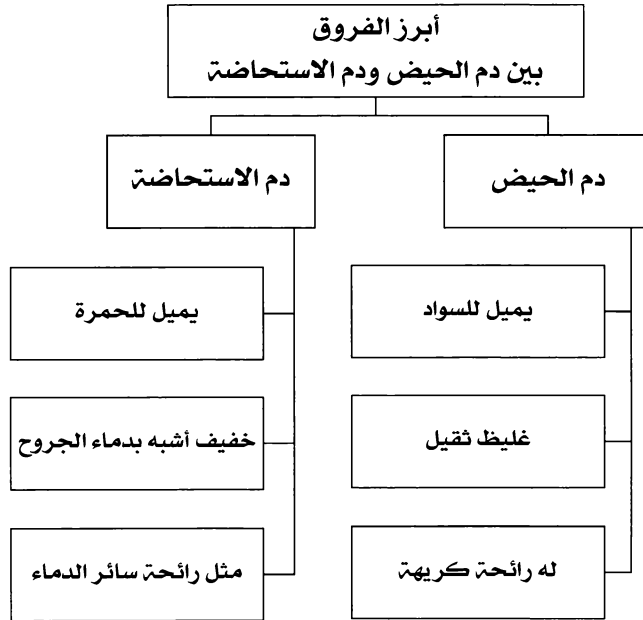 أبرز الفروق
بين دم الحيض ودم الاستحاضة
دم الحيض
دم الاستحاضة
يميل للسواد
يميل للحمرة
غليظ ثقيل
خفيف أشبه بدماء الجروح
له رائحة كريهة
مثل رائحة سائر الدماء